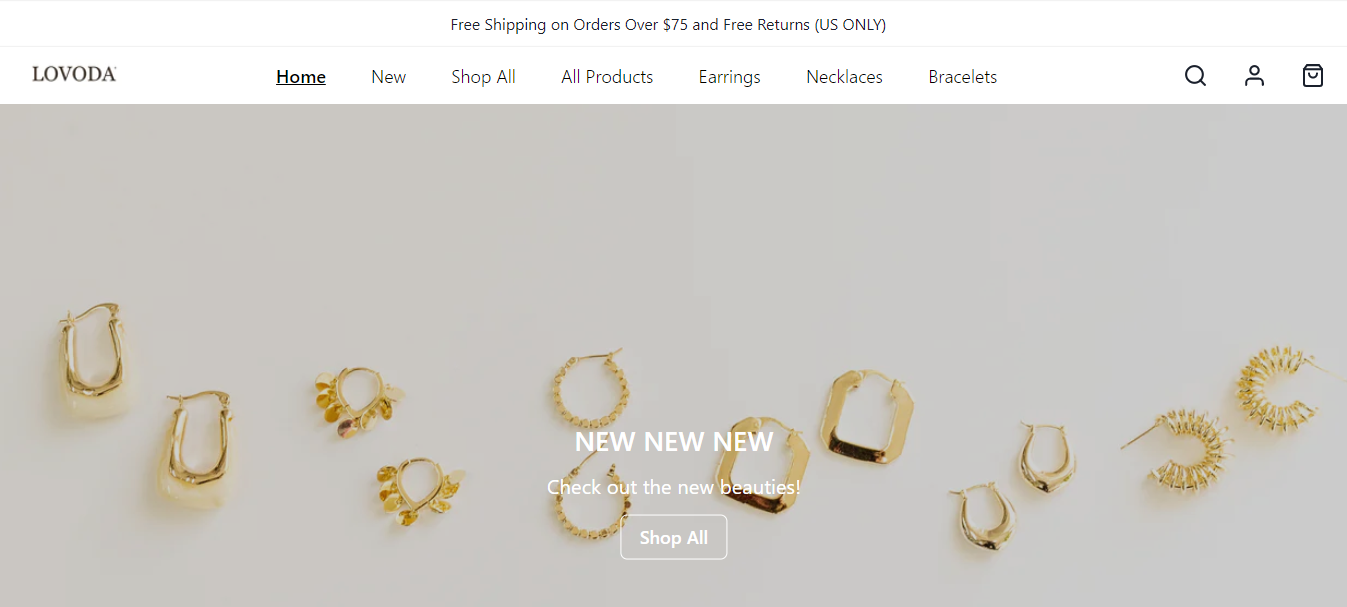 Free Shipping on Orders Over $75 and Free Returns (US ONLY)
LOVODA
Home New Shop All All Products Earrings Necklaces Bracelets
NEW NEW NEW
Check out the new beauties!
Shop All